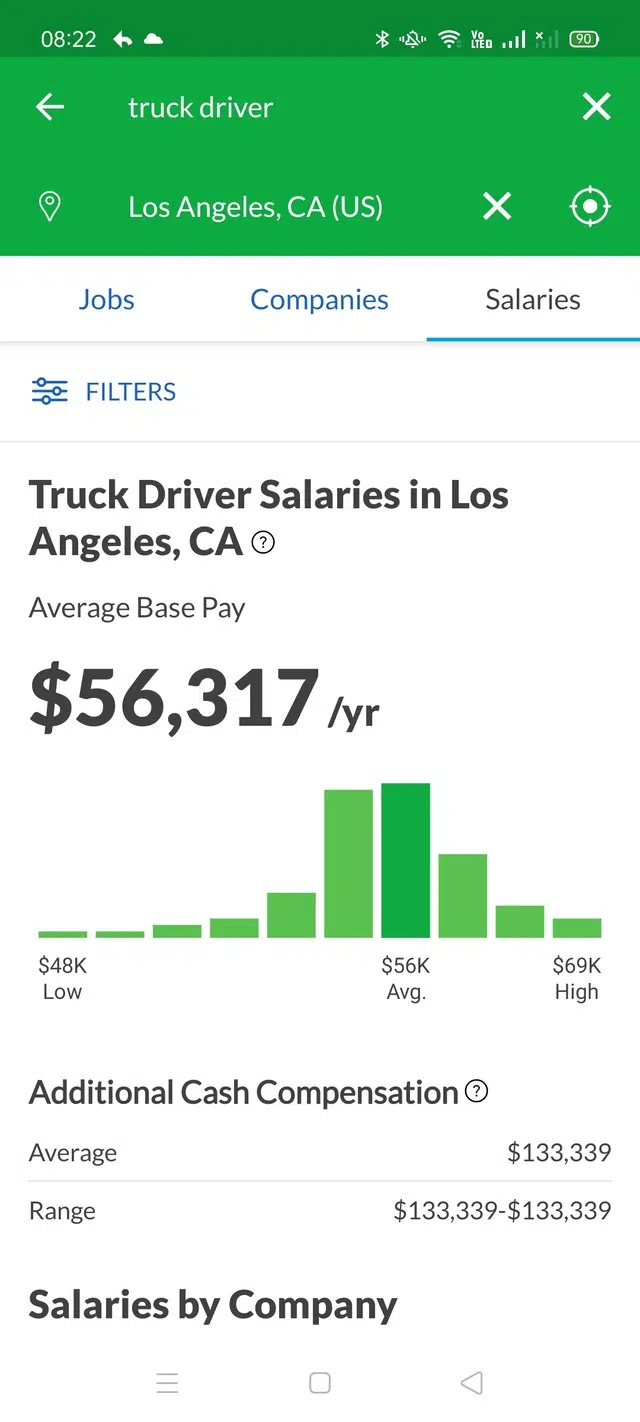 08:22
Vo
LTED
90
truck driver
Los Angeles, CA (US)
Jobs Companies Salaries
FILTERS
Truck Driver Salaries in Los
Angeles, CA ?
Average Base Pay
$56,317 /yr
$48K $56K $69K
Low Avg. High
Additional Cash Compensation ?
Average $133,339
Range $133,339-$133,339
Salaries by Company